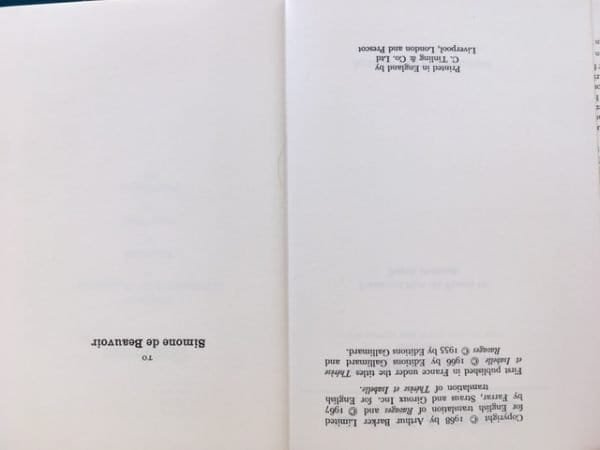 Copyright © 1968 by Arthur Barker Limited
for English translation of Ravages and © 1967
by Farrar, Straus and Giroux Inc. for English
translation of Thérèse et Isabelle.
First published in France under the titles Thérèse
et Isabelle © 1966 by Editions Gallimard and
Ravages © 1955 by Editions Gallimard.
Printed in England by
C. Tinling & Co. Ltd
Liverpool, London and Prescot
TO
Simone de Beauvoir